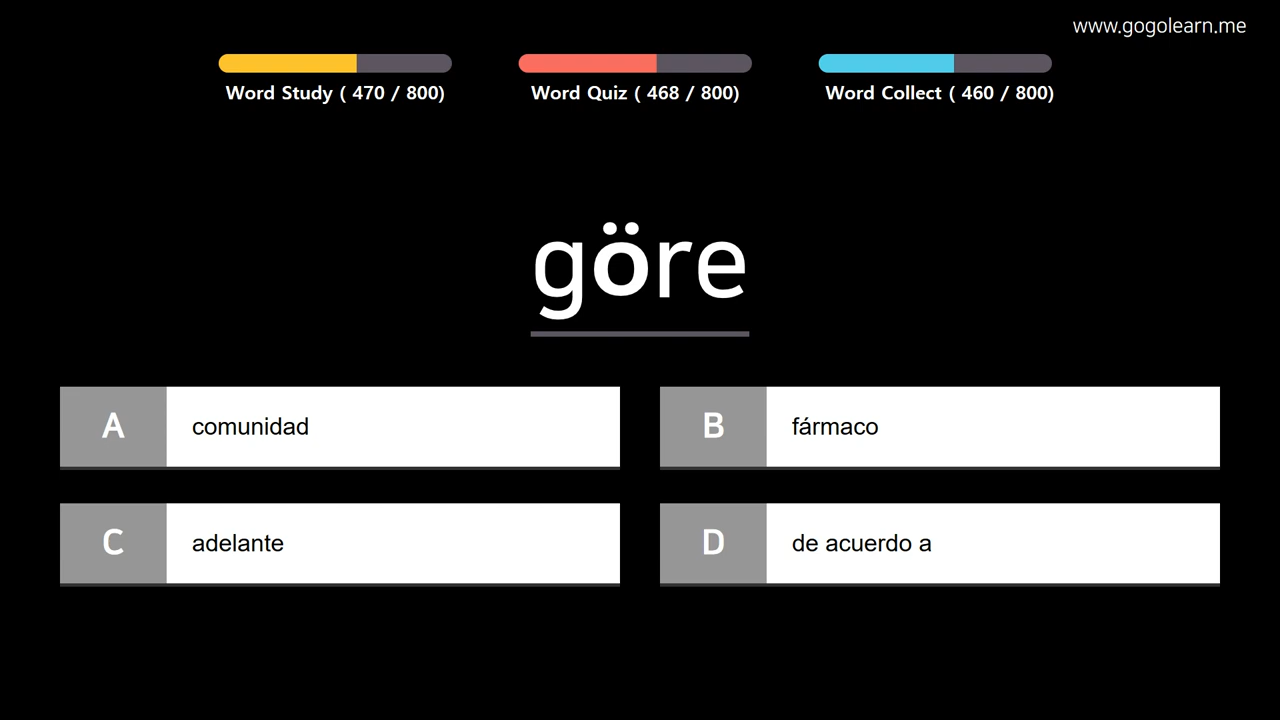 www.gogolearn.me
Word Study ( 470 / 800)
Word Quiz ( 468 / 800)
Word Collect ( 460 / 800)
göre
A comunidad
B fármaco
C adelante
D de acuerdo a